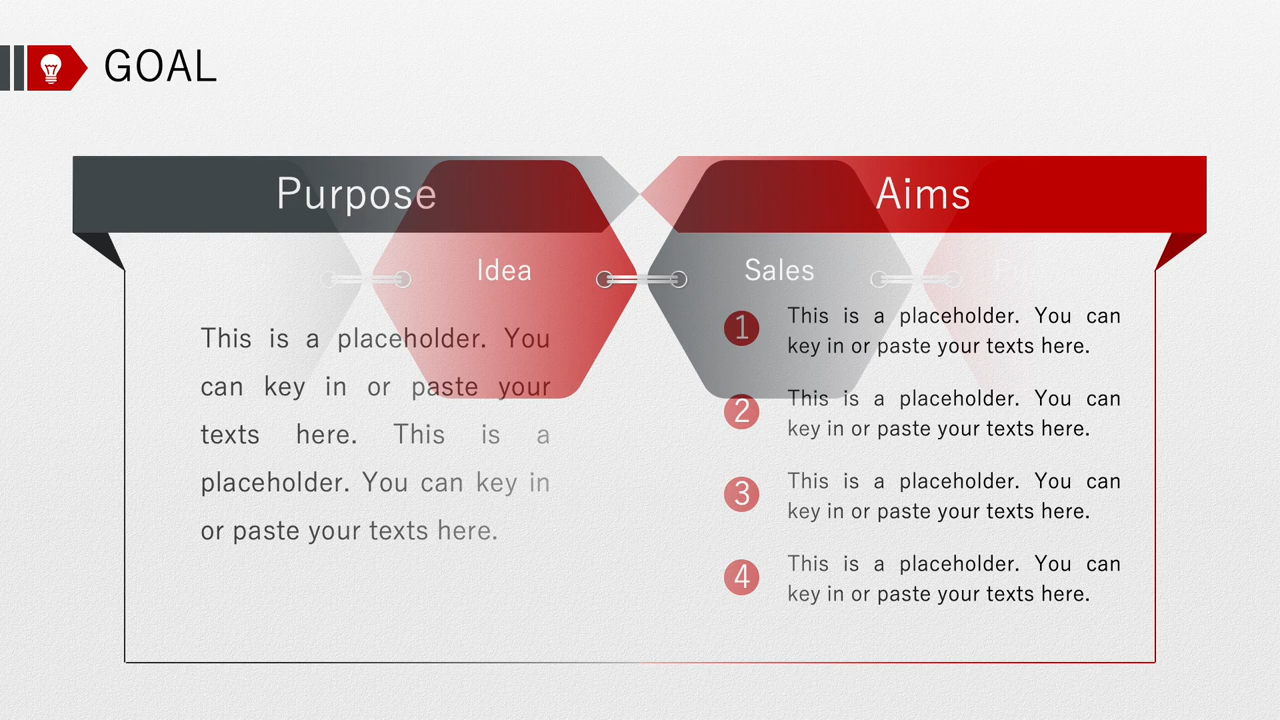 GOAL
Purpose
Aims
Idea
Sales
This is a placeholder. You
can key in or paste your
texts here. This is a
placeholder. You can key in
or paste your texts here.
1
This is a placeholder. You can
key in or paste your texts here.
2
This is a placeholder. You can
key in or paste your texts here.
3
This is a placeholder. You can
key in or paste your texts here.
4
This is a placeholder. You can
key in or paste your texts here.